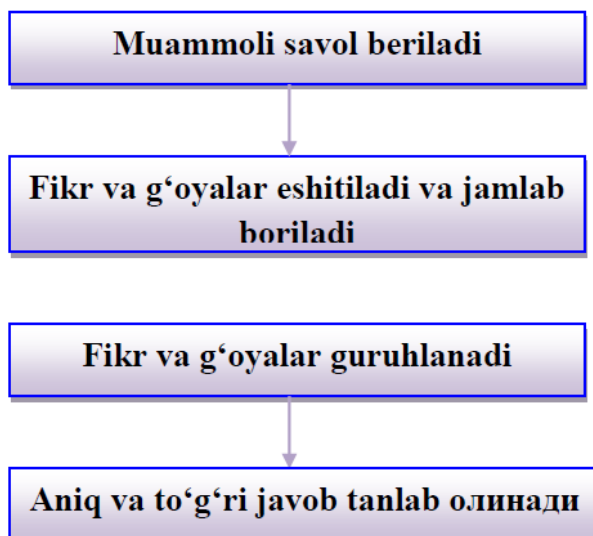 Muammoli savol beriladi
Fikr va g‘oyalar eshitiladi va jamlab
boriladi
Fikr va g‘oyalar guruhlanadi
Aniq va to‘g‘ri javob tanlab олинади